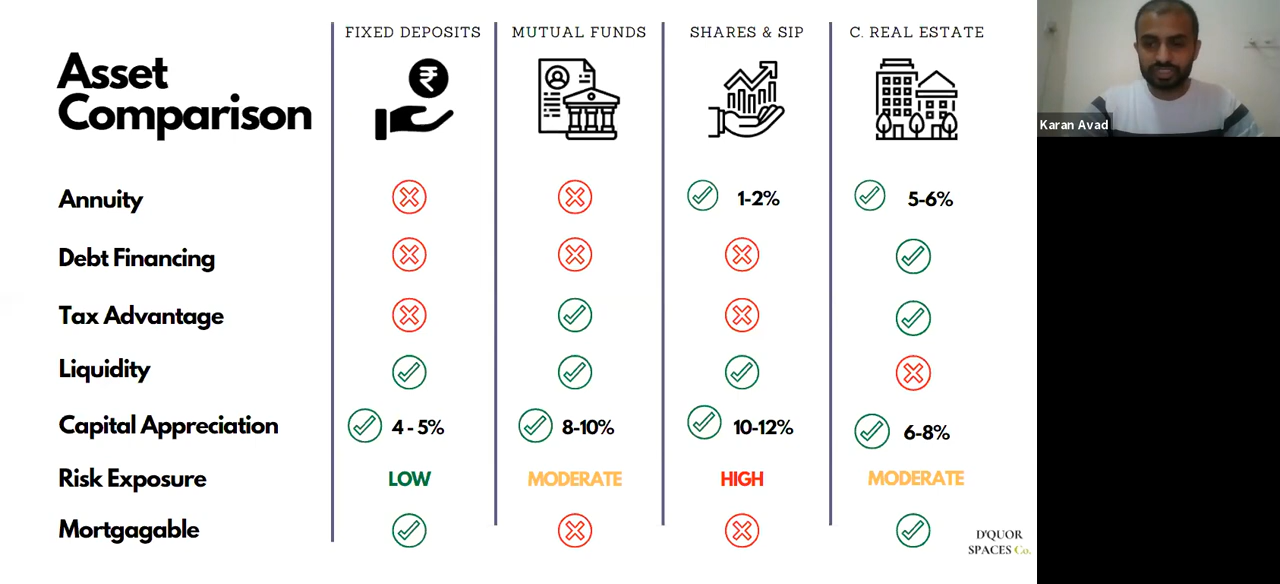 FIXED DEPOSITS MUTUAL FUNDS SHARES & SIP C. REAL ESTATE
Asset
Comparison
₹
Annuity 1-2% 5-6%
Debt Financing
Tax Advantage
Liquidity
Capital Appreciation 4 - 5% 8-10% 10-12% 6-8%
Risk Exposure LOW MODERATE HIGH MODERATE
Mortgagable
D'QUOR
SPACES Co.
Karan Avad